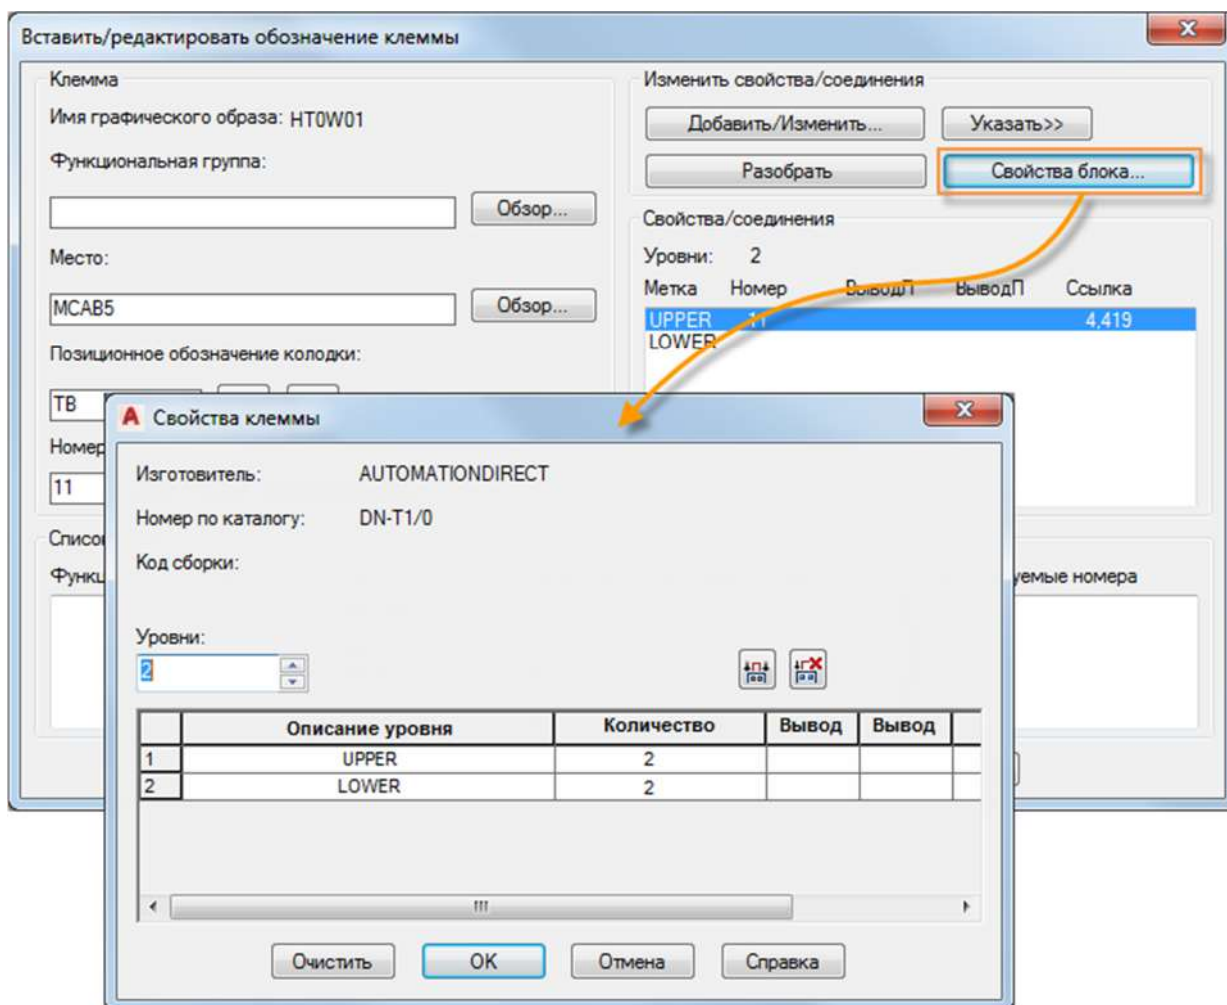 Вставить/редактировать обозначение клеммы
Клемма
Имя графического образа: HT0W01
Функциональная группа:
Обзор...
Место:
MCAB5
Обзор...
Позиционное обозначение колодки:
TB
Номер
11
Изменить свойства/соединения
Добавить/Изменить...
Указать>>
Разобрать
Свойства блока...
Свойства/соединения
Уровни: 2
Метка Номер ВыводП ВыводП Ссылка
UPPER 11 4,419
LOWER
Списо
Функц
уемые номера
Свойства клеммы
Изготовитель: AUTOMATIONDIRECT
Номер по каталогу: DN-T1/0
Код сборки:
Уровни:
2
Описание уровня Количество Вывод Вывод
1 UPPER 2
2 LOWER 2
Очистить OK Отмена Справка